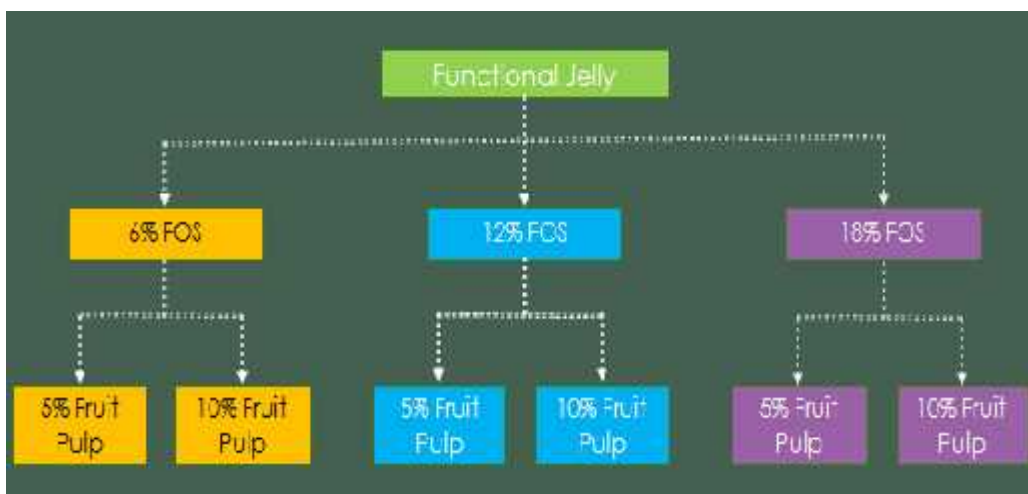 Functional Jelly
6% FOS
12% FOS
18% FOS
5% Fruit
Pulp
10% Fruit
Pulp
5% Fruit
Pulp
10% Fruit
Pulp
5% Fruit
Pulp
10% Fruit
Pulp